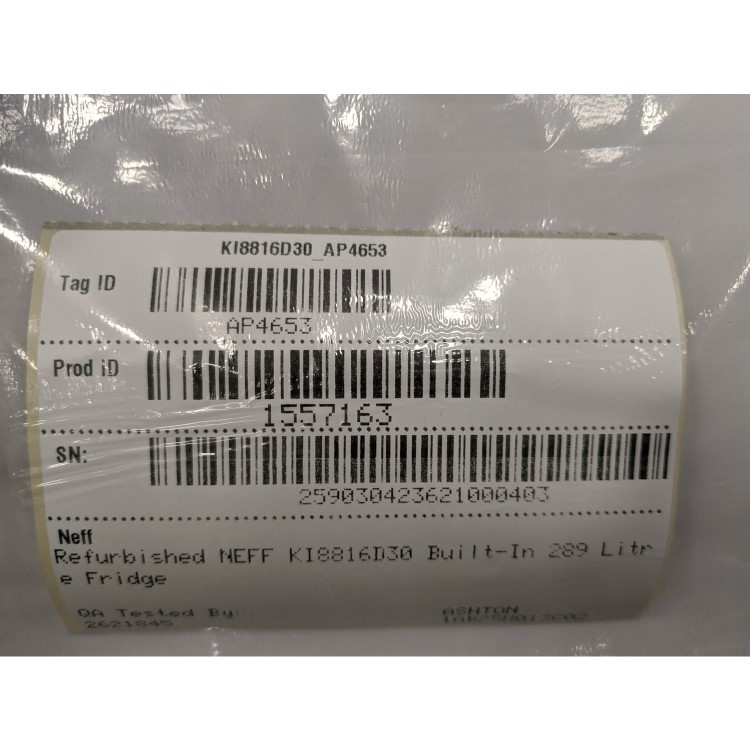 KI8816D30_AP4653
Tag ID
AP4653
Prod iD
1557163
SN:
259030423621000403
Neff
Refurbished NEFF KI8816D30 Built-In 289 Litr
e Fridge
QA Tested By: ASHTON
2621845